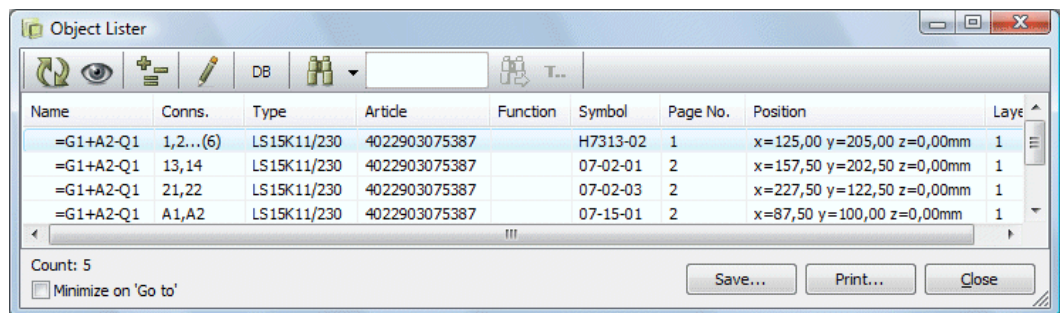 Object Lister
DB T..
Name Conns. Type Article Function Symbol Page No. Position Laye
=G1+A2-Q1 1,2...(6) LS15K11/230 4022903075387 H7313-02 1 x=125,00 y=205,00 z=0,00mm 1
=G1+A2-Q1 13,14 LS15K11/230 4022903075387 07-02-01 2 x=157,50 y=202,50 z=0,00mm 1
=G1+A2-Q1 21,22 LS15K11/230 4022903075387 07-02-03 2 x=227,50 y=122,50 z=0,00mm 1
=G1+A2-Q1 A1,A2 LS15K11/230 4022903075387 07-15-01 2 x=87,50 y=100,00 z=0,00mm 1
Count: 5
Minimize on 'Go to'
Save... Print... Close